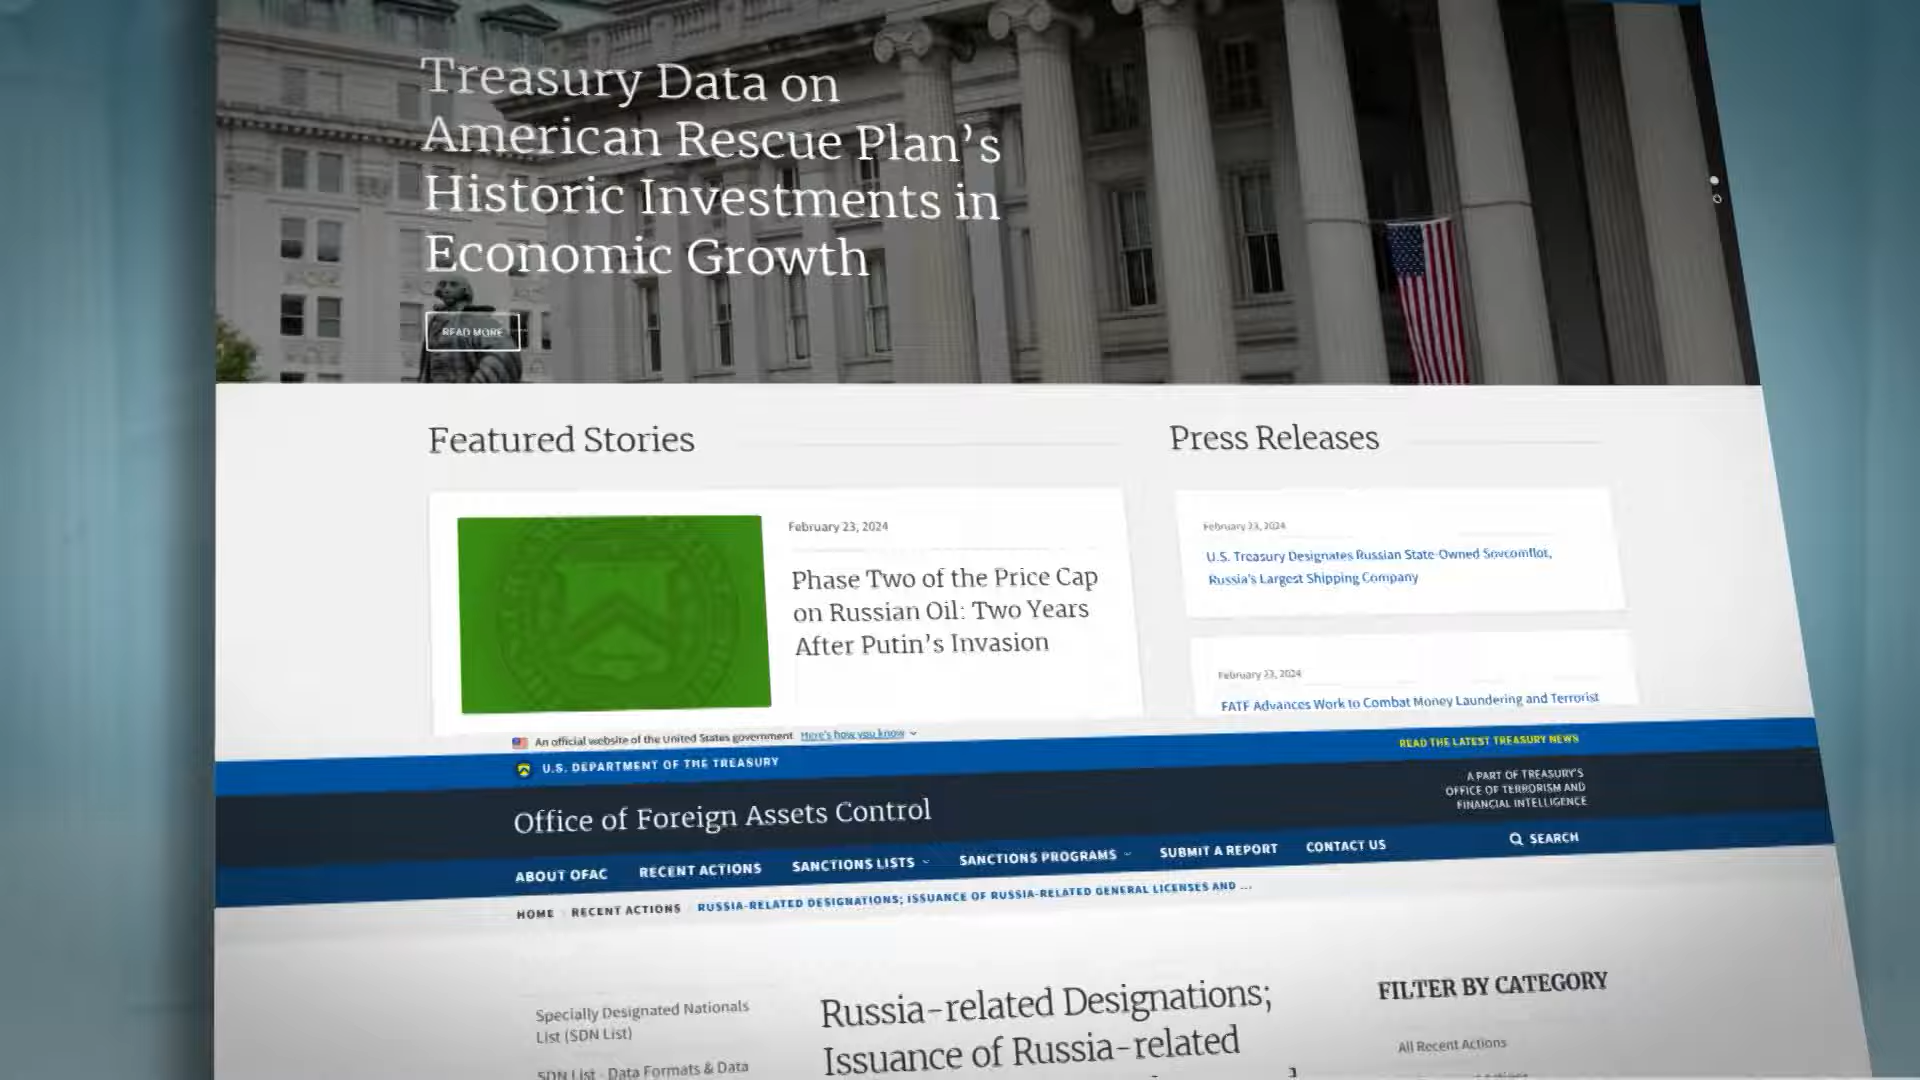 Treasury Data on
American Rescue Plan’s
Historic Investments in
Economic Growth
READ MORE
Featured Stories
February 23, 2024
Phase Two of the Price Cap
on Russian Oil: Two Years
After Putin’s Invasion
Press Releases
February 23, 2024
U.S. Treasury Designates Russian State-Owned Sovcomflot,
Russia's Largest Shipping Company
February 23, 2024
FATF Advances Work to Combat Money Laundering and Terrorist
An official website of the United States government Here's how you know
U.S. DEPARTMENT OF THE TREASURY
READ THE LATEST TREASURY NEWS
Office of Foreign Assets Control
A PART OF TREASURY'S
OFFICE OF TERRORISM AND
FINANCIAL INTELLIGENCE
ABOUT OFAC RECENT ACTIONS SANCTIONS LISTS SANCTIONS PROGRAMS SUBMIT A REPORT CONTACT US SEARCH
HOME RECENT ACTIONS RUSSIA-RELATED DESIGNATIONS; ISSUANCE OF RUSSIA-RELATED GENERAL LICENSES AND ...
Specially Designated Nationals
List (SDN List)
SDN List - Data Formats & Data
Russia-related Designations;
Issuance of Russia-related
FILTER BY CATEGORY
All Recent Actions